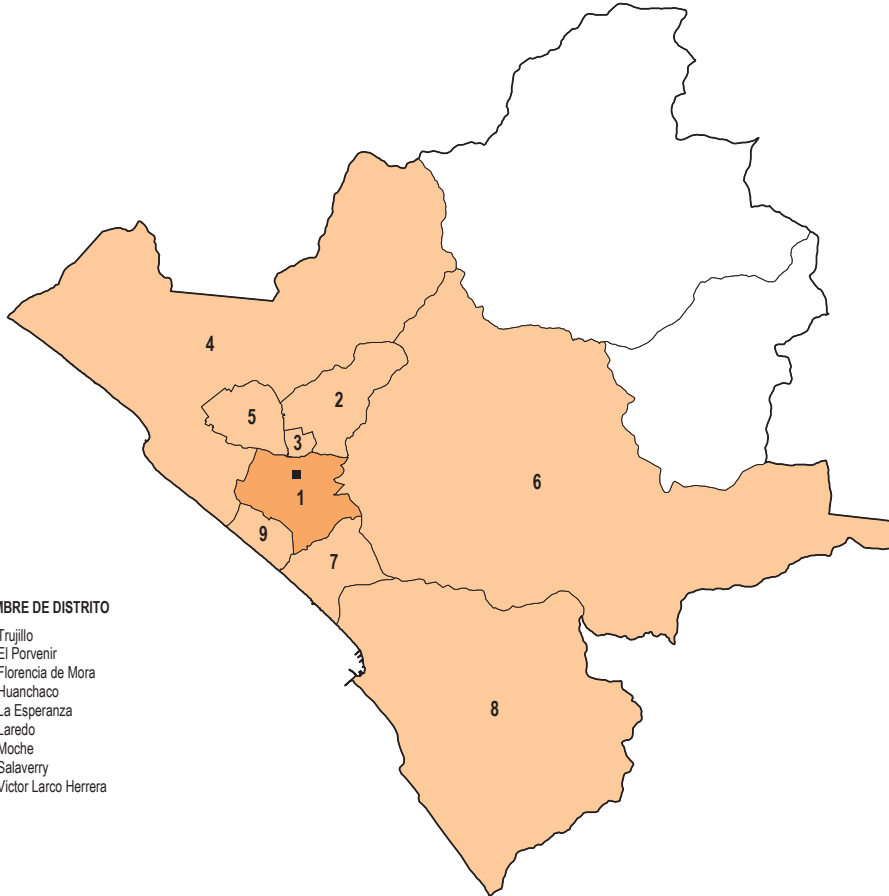 4
2
5
3
6
1
9
7
MBRE DE DISTRITO
Trujillo
El Porvenir
Florencia de Mora
Huanchaco
La Esperanza
Laredo
Moche
Salaverry
Victor Larco Herrera
8